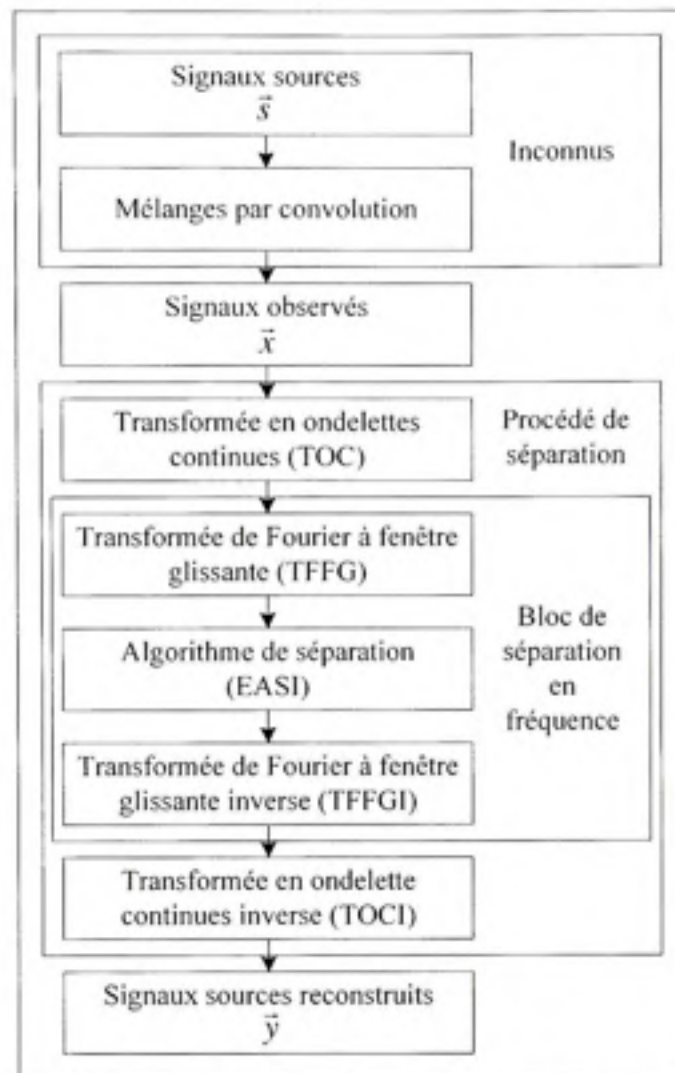 Signaux sources
s⃗
Inconnus
Mélanges par convolution
Signaux observés
x⃗
Transformée en ondelettes
continues (TOC)
Procédé de
séparation
Transformée de Fourier à fenêtre
glissante (TFFG)
Algorithme de séparation
(EASI)
Bloc de
séparation
en
fréquence
Transformée de Fourier à fenêtre
glissante inverse (TFFGI)
Transformée en ondelette
continues inverse (TOCI)
Signaux sources reconstruits
y⃗